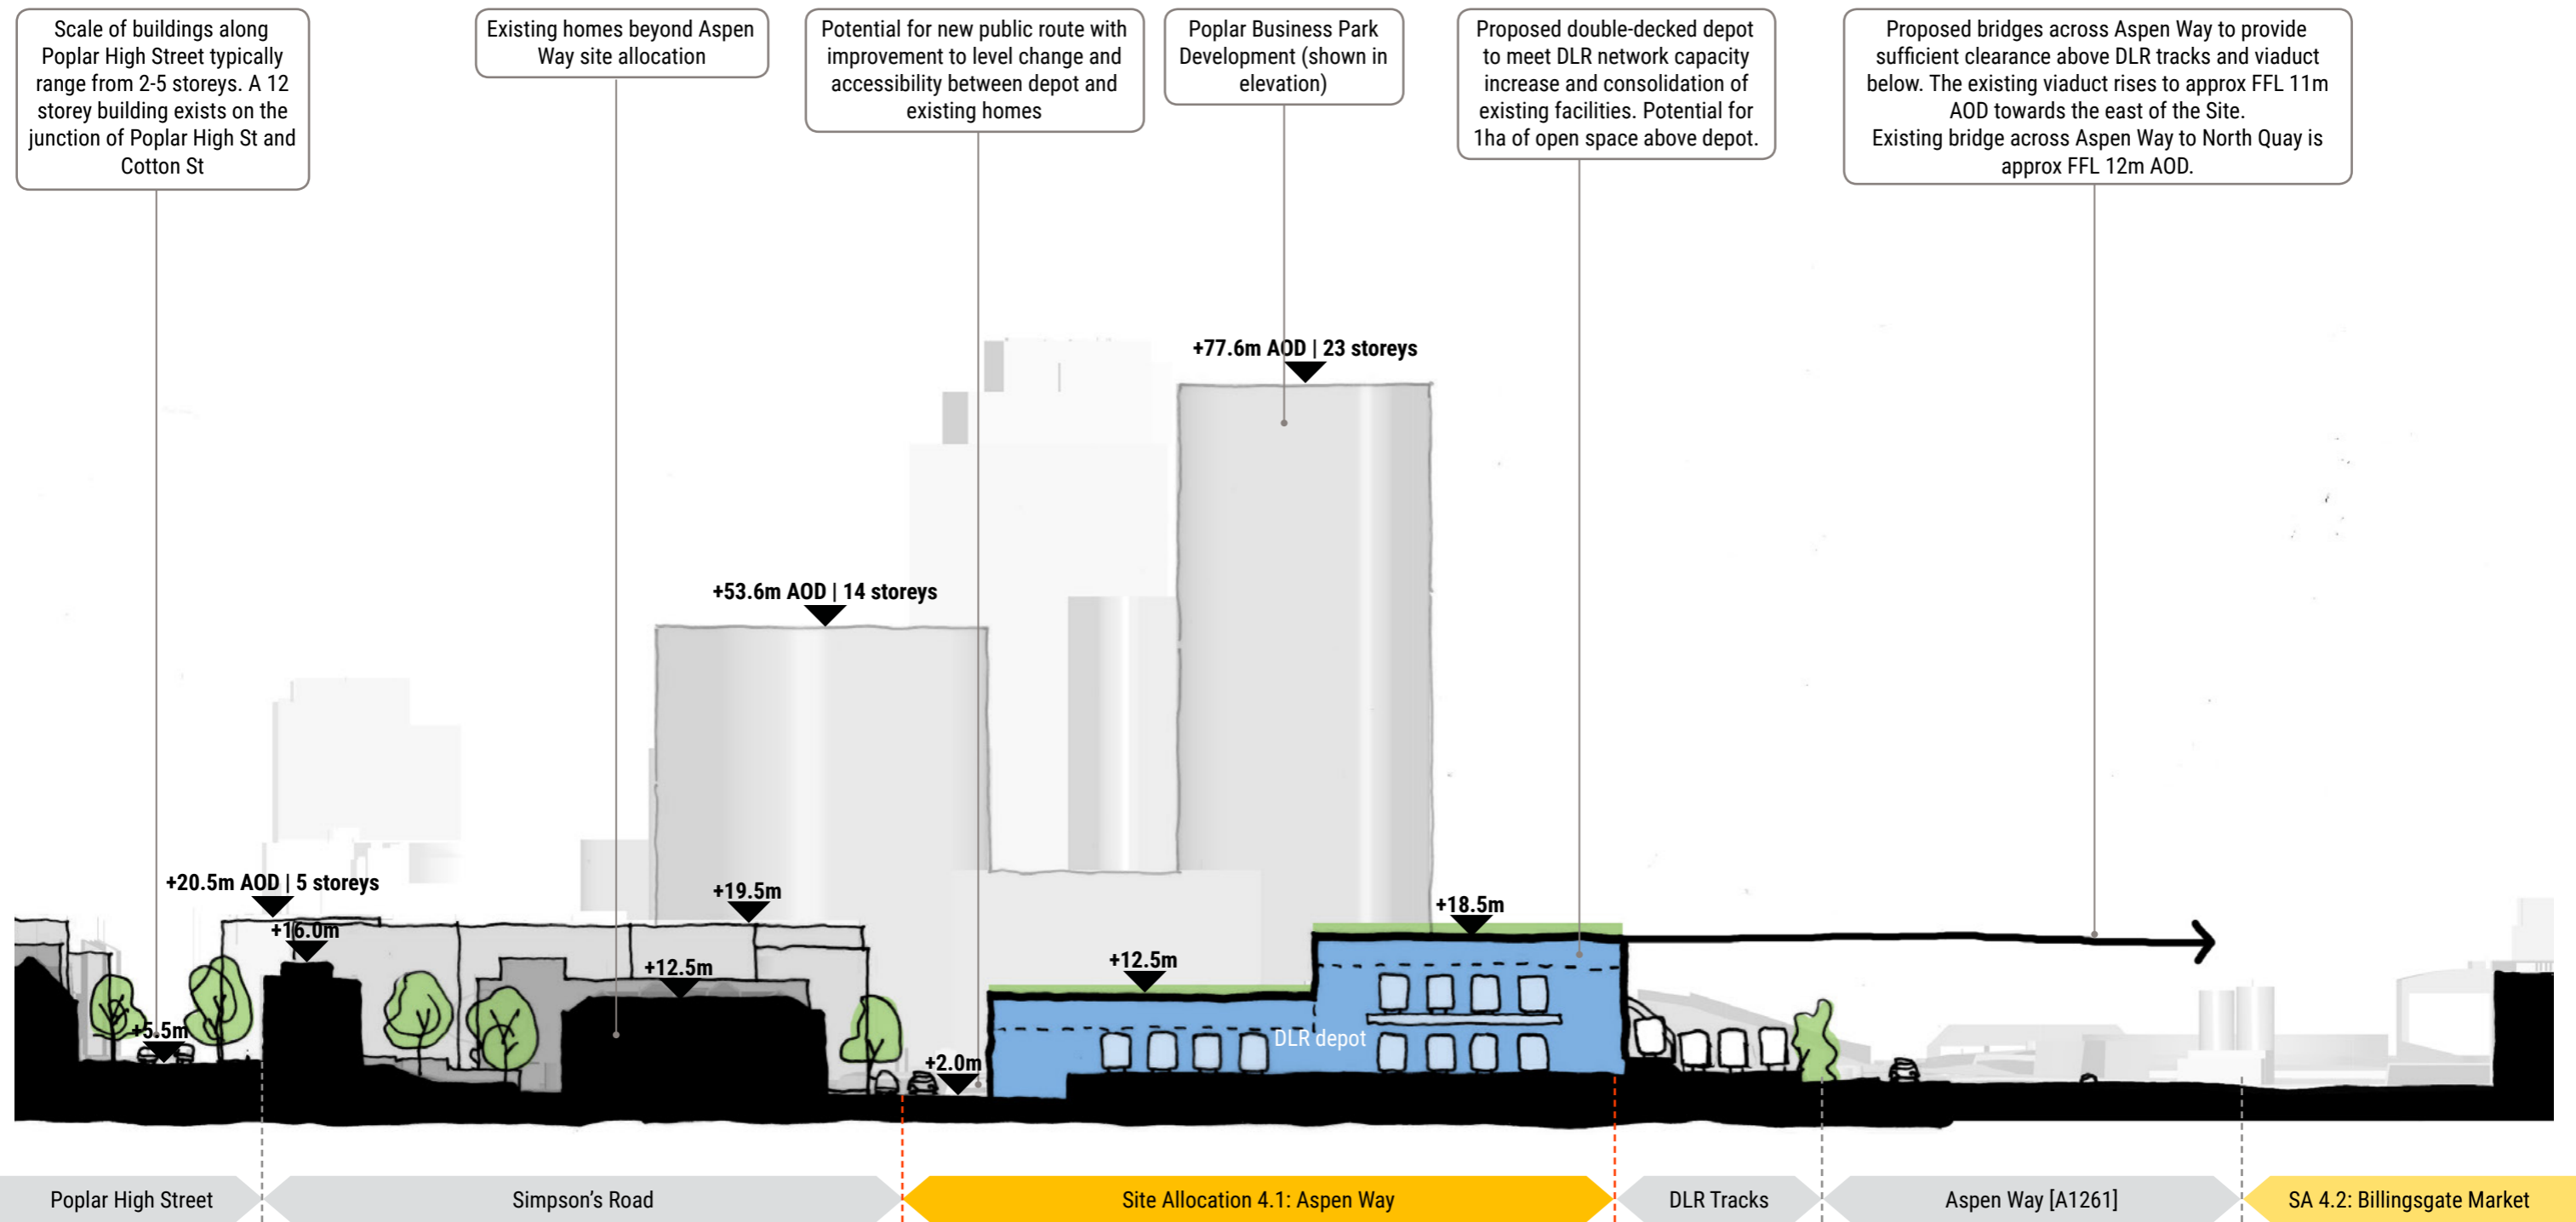 Scale of buildings along
Poplar High Street typically
range from 2-5 storeys. A 12
storey building exists on the
junction of Poplar High St and
Cotton St
Existing homes beyond Aspen
Way site allocation
Potential for new public route with
improvement to level change and
accessibility between depot and
existing homes
Poplar Business Park
Development (shown in
elevation)
Proposed double-decked depot
to meet DLR network capacity
increase and consolidation of
existing facilities. Potential for
1ha of open space above depot.
Proposed bridges across Aspen Way to provide
sufficient clearance above DLR tracks and viaduct
below. The existing viaduct rises to approx FFL 11m
AOD towards the east of the Site.
Existing bridge across Aspen Way to North Quay is
approx FFL 12m AOD.
+77.6m AOD | 23 storeys
+53.6m AOD | 14 storeys
+20.5m AOD | 5 storeys
+19.5m
+18.5m
+16.0m
+12.5m
+12.5m
+5.5m
DLR depot
+2.0m
Poplar High Street
Simpson's Road
Site Allocation 4.1: Aspen Way
DLR Tracks
Aspen Way [A1261]
SA 4.2: Billingsgate Market